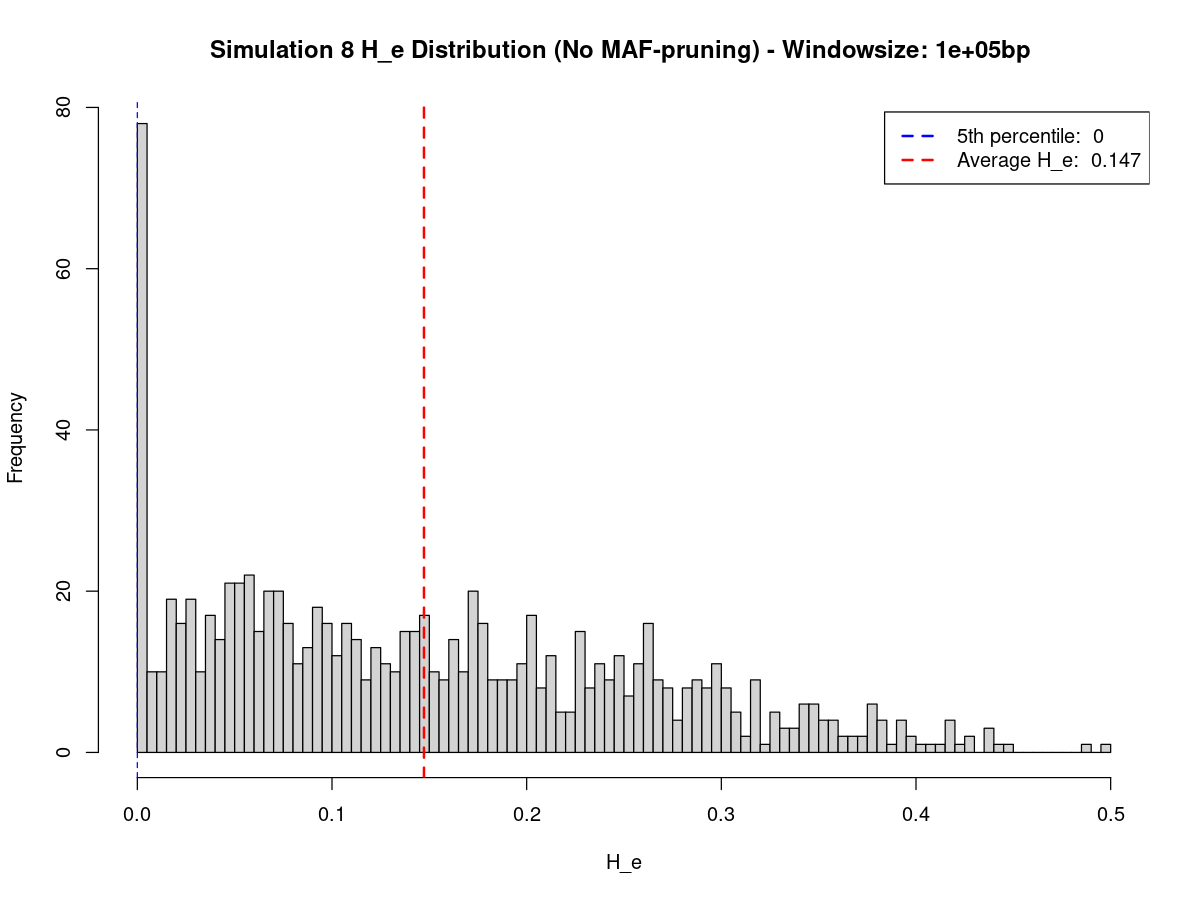 Simulation 8 H_e Distribution (No MAF-pruning) - Windowsize: 1e+05bp
5th percentile: 0
Average H_e: 0.147
Frequency
80
60
40
20
0
0.0 0.1 0.2 0.3 0.4 0.5
H_e